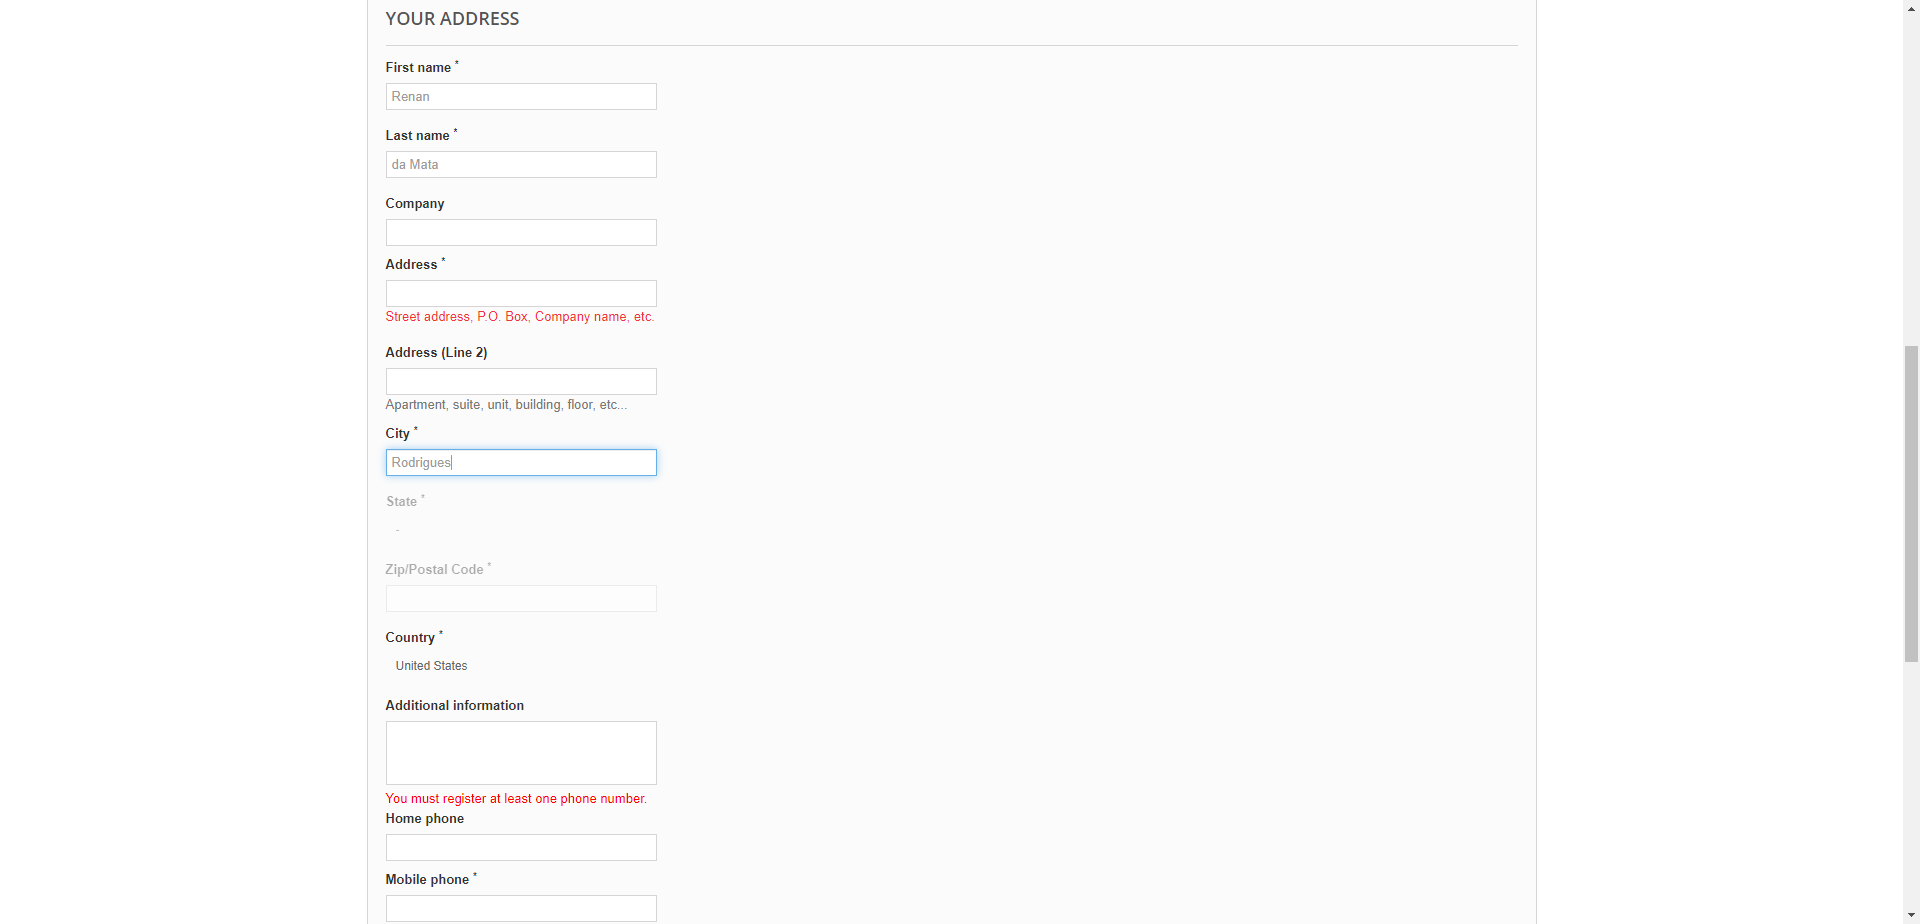 YOUR ADDRESS
First name *
Renan
Last name *
da Mata
Company
Address *
Street address, P.O. Box, Company name, etc.
Address (Line 2)
Apartment, suite, unit, building, floor, etc...
City *
Rodrigues
State *
-
Zip/Postal Code *
Country *
United States
Additional information
You must register at least one phone number.
Home phone
Mobile phone *